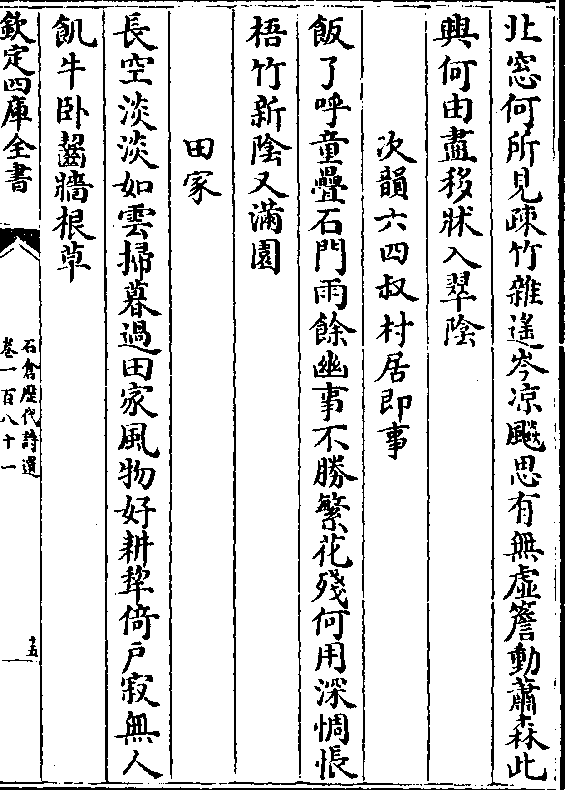 北窓何所見疎竹雜遙岑凉飇思有無虛簷動蕭森此
興何由盡移牀入翠陰
次韻六四叔村居即事
飯了呼童疊石門雨餘幽事不勝繁花殘何用深惆悵
梧竹新陰又滿園
田家
長空淡淡如雲掃暮過田家風物好耕犂倚戶寂無人
飢牛卧齧牆根草
欽定四庫全書
石倉歷代詩選
卷一百八十一
十五